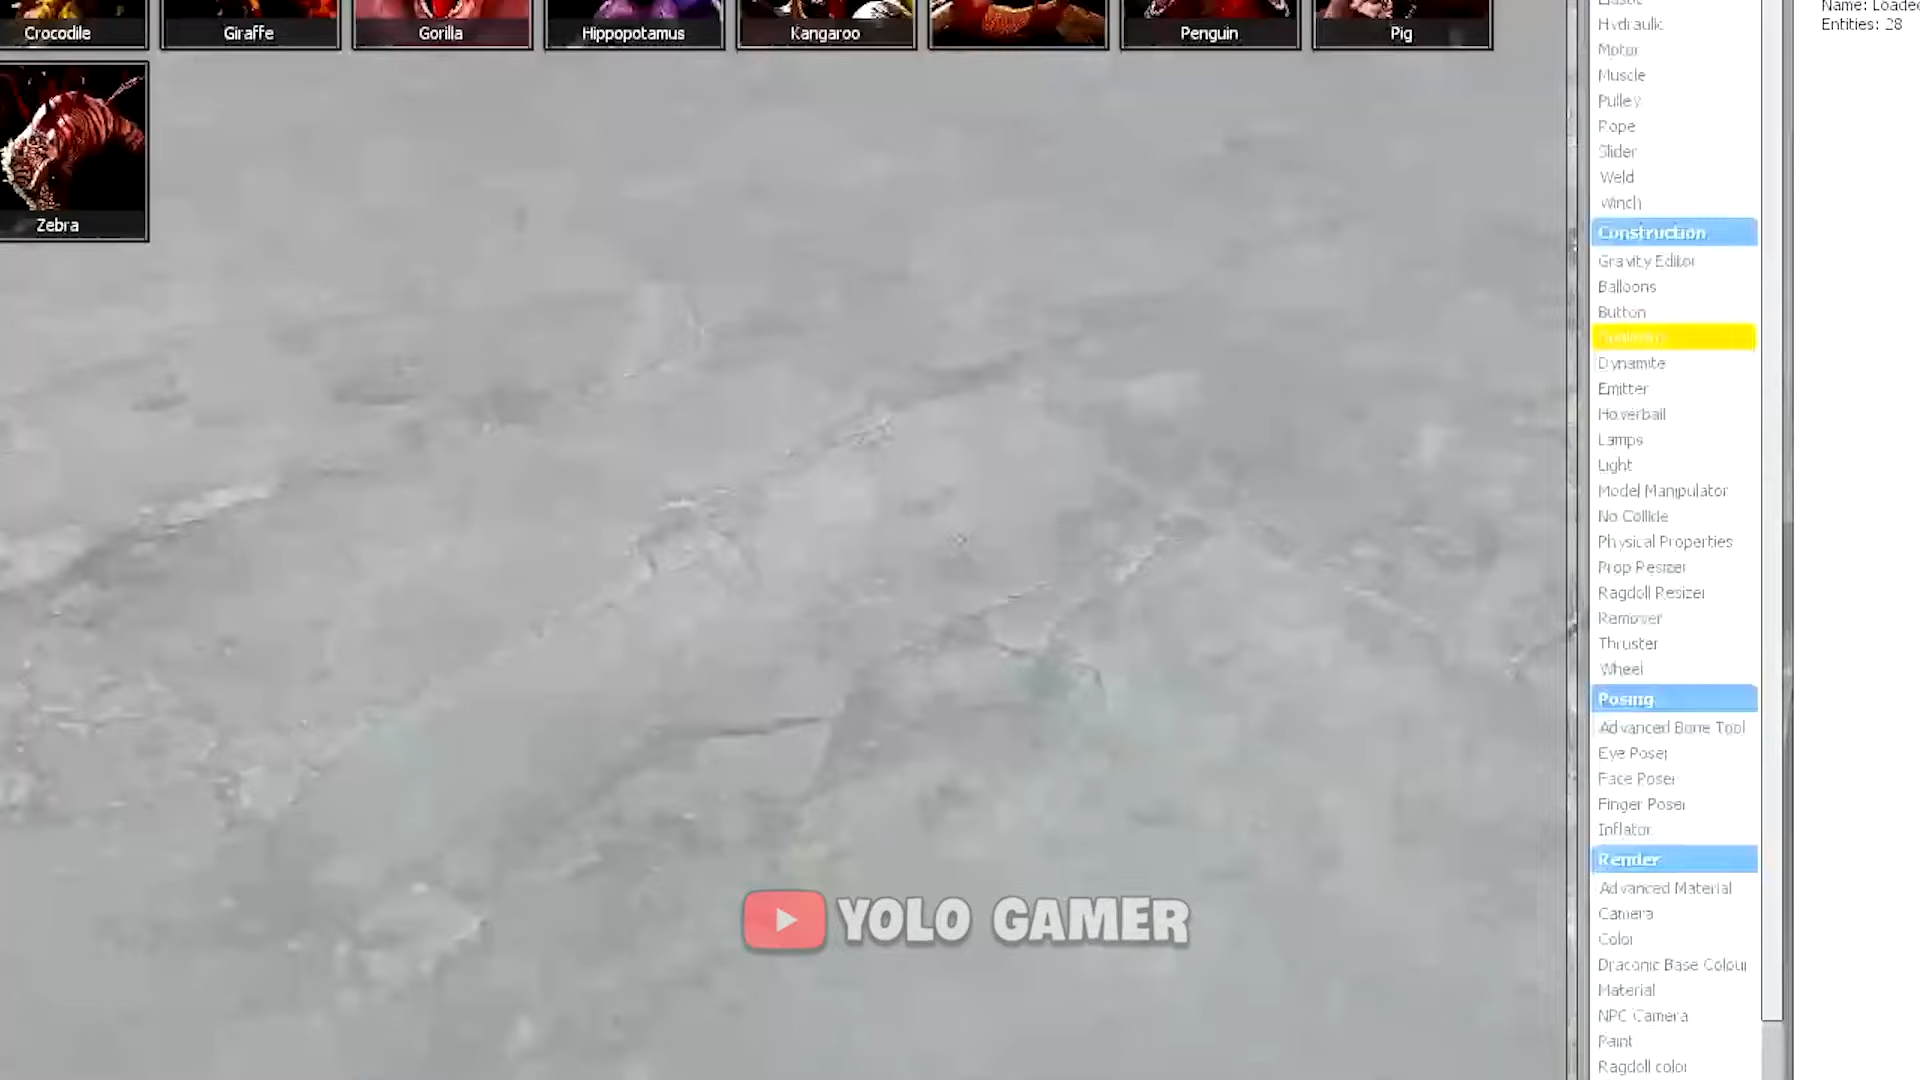 Crocodile
Giraffe
Gorilla
Hippopotamus
Kangaroo
Penguin
Pig
Zebra
Hydraulic
Motor
Muscle
Pulley
Rope
Slider
Weld
Winch
Construction
Gravity Editor
Balloons
Button
Dynamite
Emitter
Hoverball
Lamps
Light
Model Manipulator
No Collide
Physical Properties
Prop Resizer
Ragdoll Resizer
Remover
Thruster
Wheel
Posing
Advanced Bone Tool
Eye Poser
Face Poser
Finger Poser
Inflator
Render
Advanced Material
Camera
Color
Draconic Base Colour
Material
NPC Camera
Paint
Ragdoll color
Name: Loaded
Entities: 28
YOLO GAMER